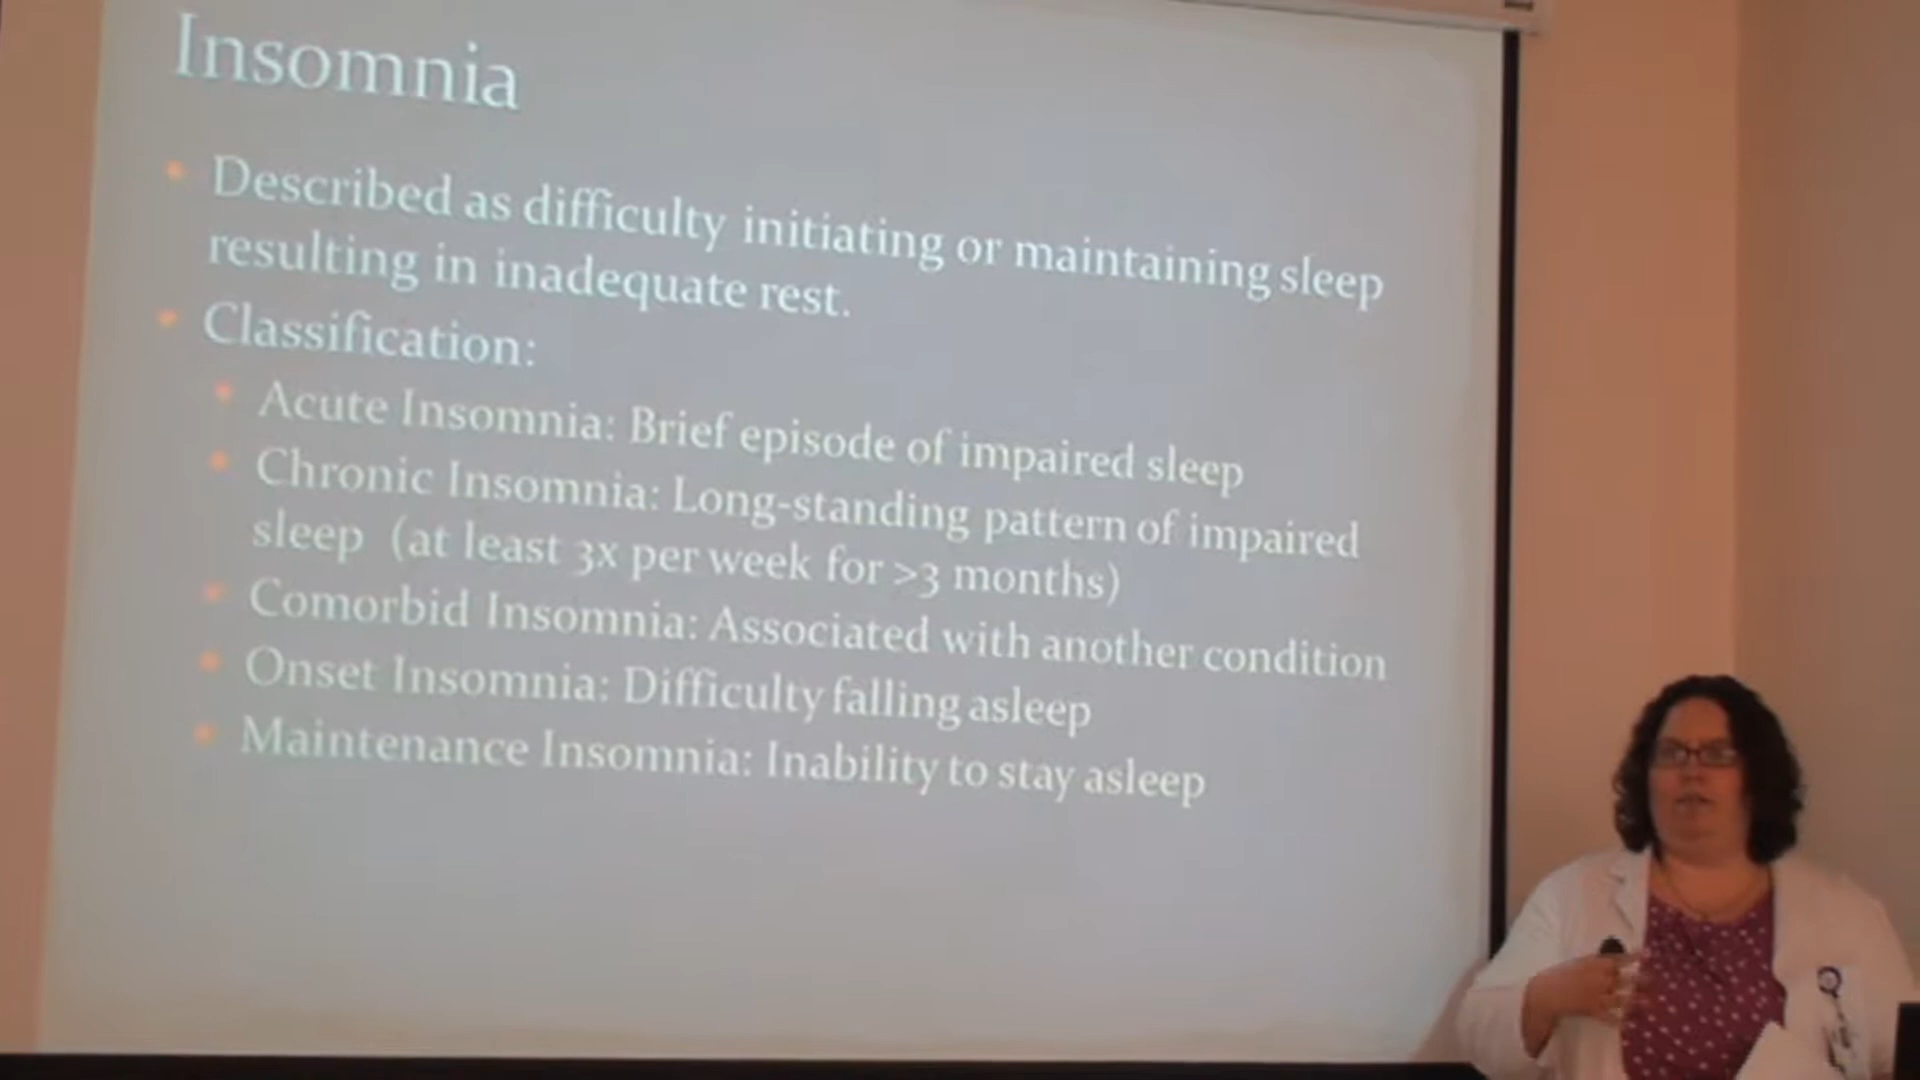 Insomnia
• Described as difficulty initiating or maintaining sleep
resulting in inadequate rest.
• Classification:
• Acute Insomnia: Brief episode of impaired sleep
• Chronic Insomnia: Long-standing pattern of impaired
sleep (at least 3x per week for >3 months)
• Comorbid Insomnia: Associated with another condition
• Onset Insomnia: Difficulty falling asleep
• Maintenance Insomnia: Inability to stay asleep